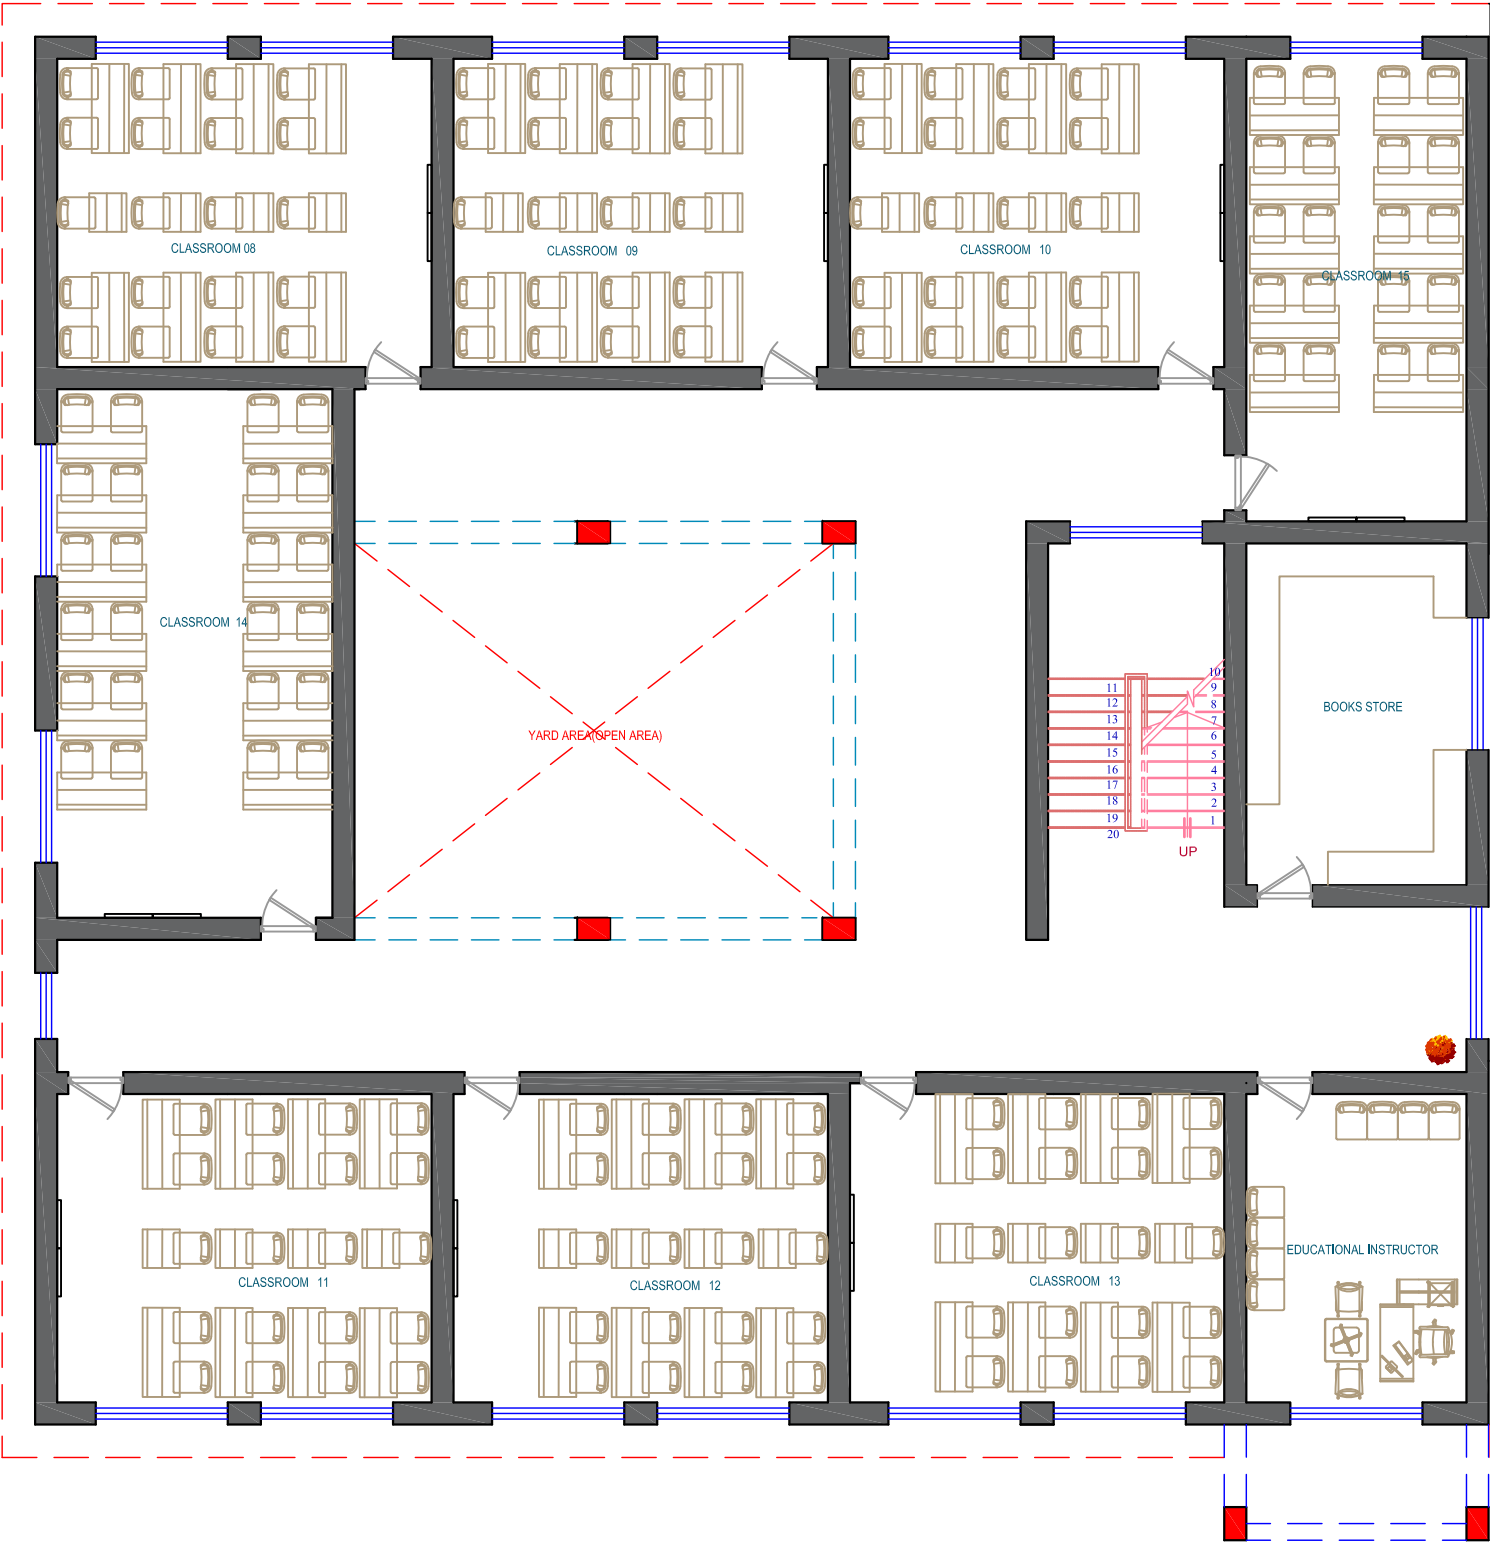 CLASSROOM 08
CLASSROOM 09
CLASSROOM 10
CLASSROOM 15
CLASSROOM 14
YARD AREA(OPEN AREA)
10
11
9
12
8
13
7
14
6
15
5
16
4
17
3
18
2
19
1
20
UP
BOOKS STORE
CLASSROOM 11
CLASSROOM 12
CLASSROOM 13
EDUCATIONAL INSTRUCTOR